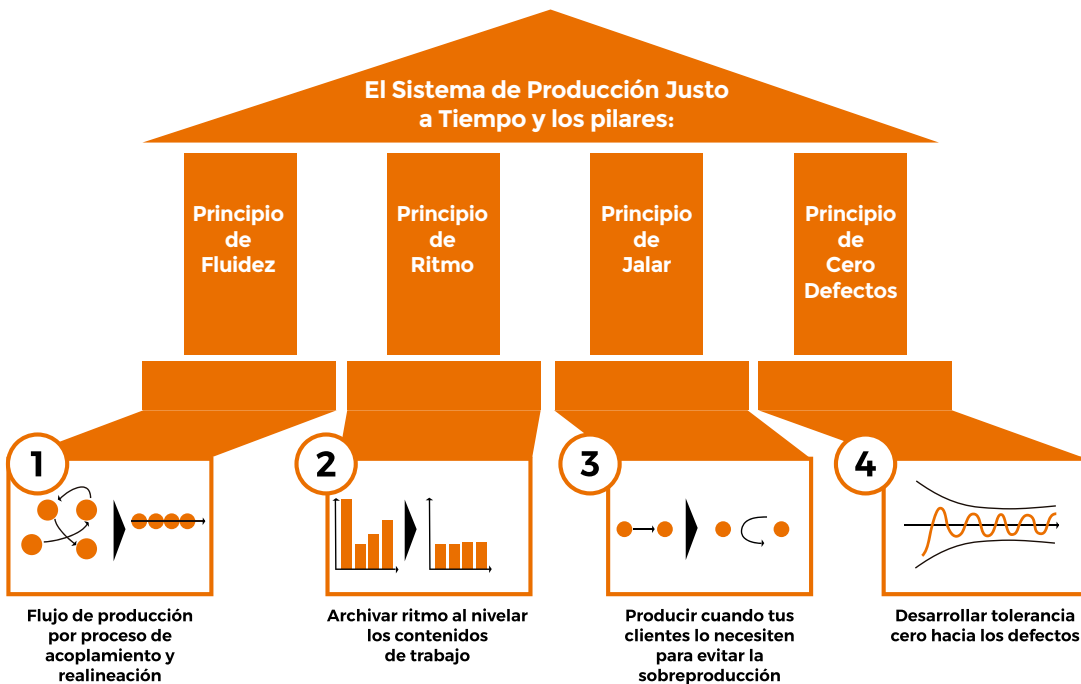 El Sistema de Producción Justo
a Tiempo y los pilares:
Principio
de
Fluidez
Principio
de
Ritmo
Principio
de
Jalar
Principio
de
Cero
Defectos
1
Flujo de producción
por proceso de
acoplamiento y
realineación
2
Archivar ritmo al nivelar
los contenidos
de trabajo
3
Producir cuando tus
clientes lo necesiten
para evitar la
sobreproducción
4
Desarrollar tolerancia
cero hacia los defectos